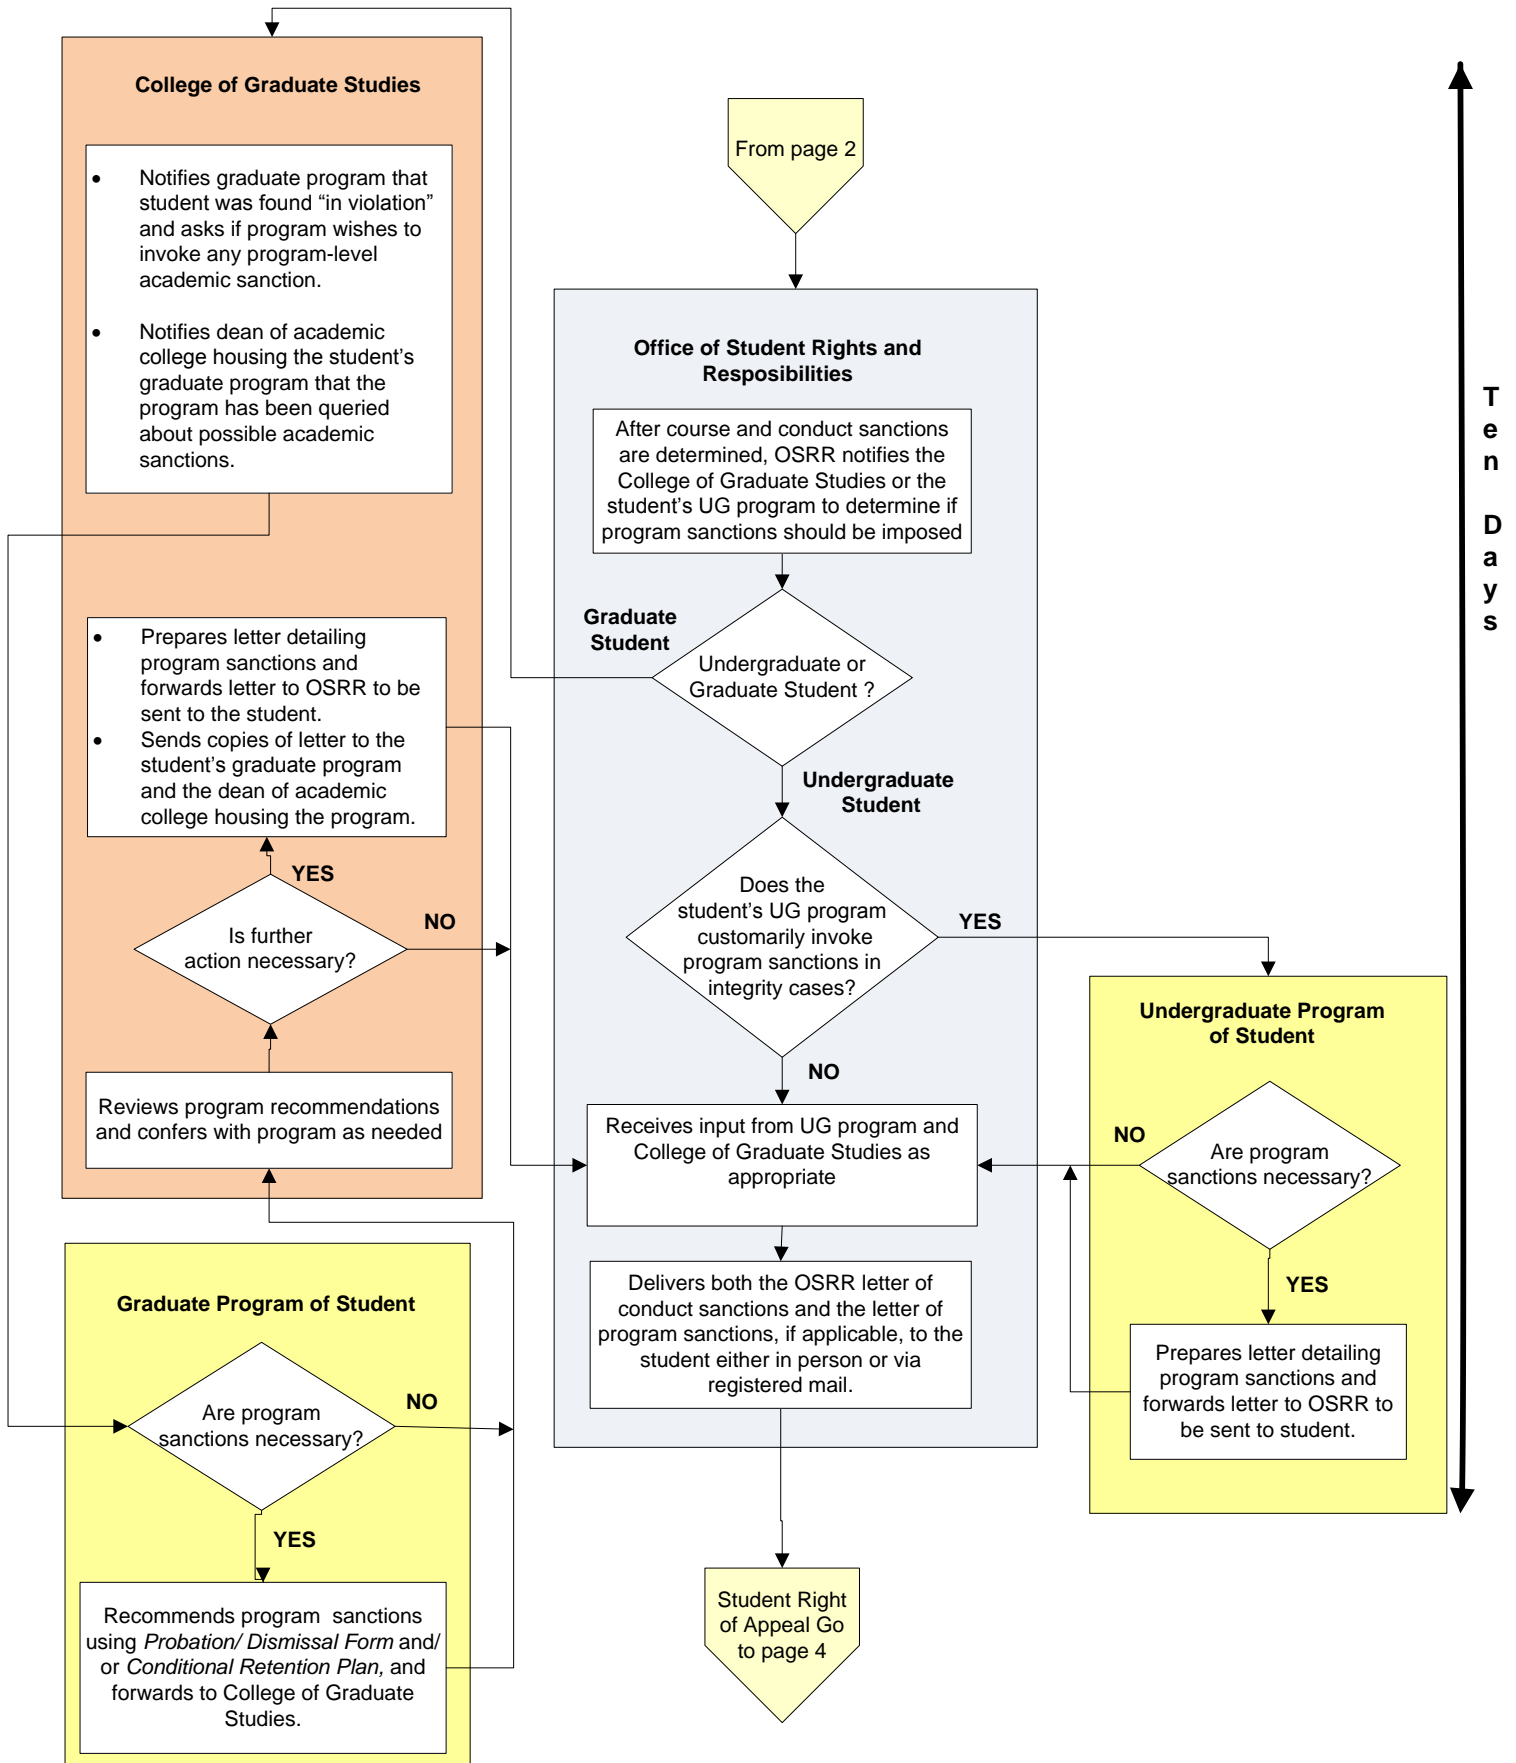 College of Graduate Studies
• Notifies graduate program that
student was found “in violation”
and asks if program wishes to
invoke any program-level
academic sanction.
• Notifies dean of academic
college housing the student’s
graduate program that the
program has been queried
about possible academic
sanctions.
• Prepares letter detailing
program sanctions and
forwards letter to OSRR to be
sent to the student.
• Sends copies of letter to the
student’s graduate program
and the dean of academic
college housing the program.
YES
Is further
action necessary?
NO
Reviews program recommendations
and confers with program as needed
Graduate Program of Student
Are program
sanctions necessary?
NO
YES
Recommends program sanctions
using Probation/ Dismissal Form and/
or Conditional Retention Plan, and
forwards to College of Graduate
Studies.
From page 2
Office of Student Rights and
Resposibilities
After course and conduct sanctions
are determined, OSRR notifies the
College of Graduate Studies or the
student’s UG program to determine if
program sanctions should be imposed
Graduate
Student
Undergraduate or
Graduate Student ?
Undergraduate
Student
Does the
student’s UG program
customarily invoke
program sanctions in
integrity cases?
YES
NO
Receives input from UG program and
College of Graduate Studies as
appropriate
Delivers both the OSRR letter of
conduct sanctions and the letter of
program sanctions, if applicable, to the
student either in person or via
registered mail.
Student Right
of Appeal Go
to page 4
Undergraduate Program
of Student
NO
Are program
sanctions necessary?
YES
Prepares letter detailing
program sanctions and
forwards letter to OSRR to
be sent to student.
Ten Days